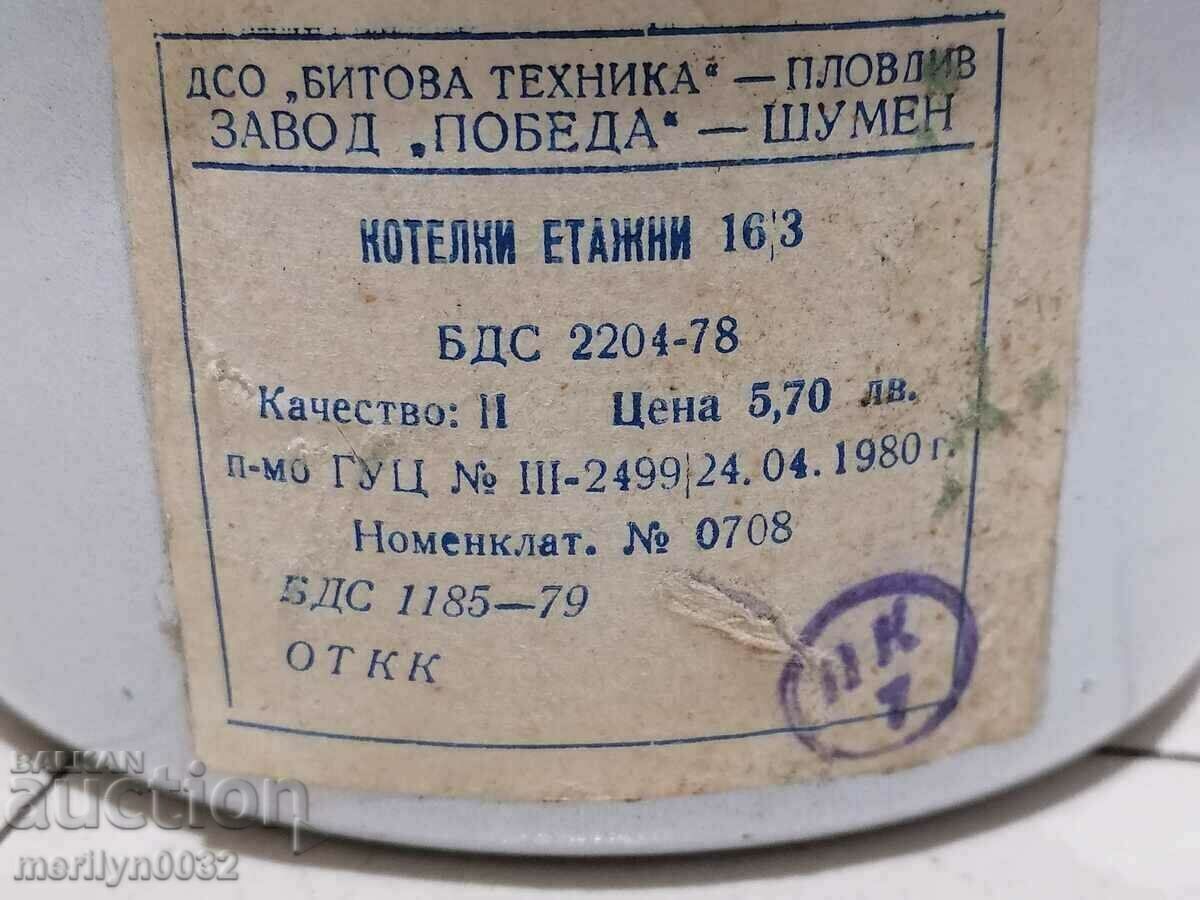 ДСО „БИТОВА ТЕХНИКА“ — ПЛОВДИВ
ЗАВОД „ПОБЕДА“ — ШУМЕН
КОТЕЛКИ ЕТАЖНИ 16/3
БДС 2204-78
Качество: II Цена 5,70 лв.
п-мо ГУЦ № III-2499/24.04.1980 г.
Номенклат. № 0708
БДС 1185—79
ОТКК
7
BALKAN
auction
merilyn0032